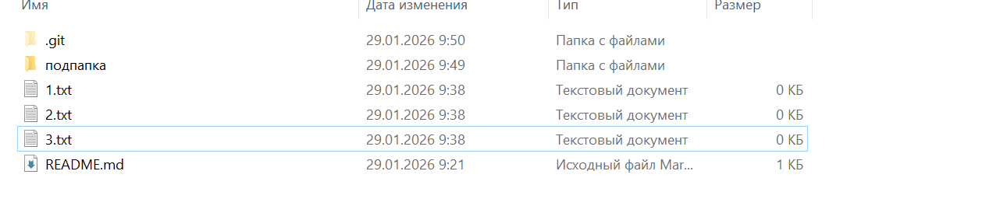 Имя Дата изменения Тип Размер
.git 29.01.2026 9:50 Папка с файлами
подпапка 29.01.2026 9:49 Папка с файлами
1.txt 29.01.2026 9:38 Текстовый документ 0 КБ
2.txt 29.01.2026 9:38 Текстовый документ 0 КБ
3.txt 29.01.2026 9:38 Текстовый документ 0 КБ
README.md 29.01.2026 9:21 Исходный файл Mar... 1 КБ